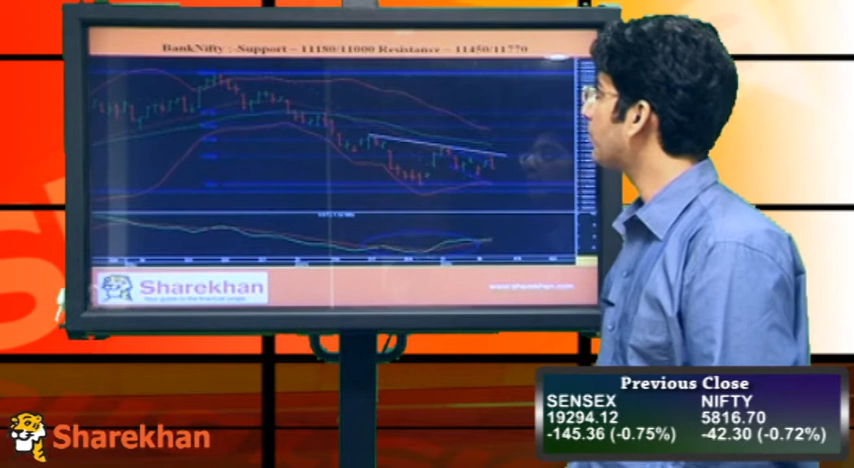 BankNifty :-Support – 11180/11000 Resistance – 11450/11770
Sharekhan
Your guide to the financial jungle
www.sharekhan.com
Sharekhan
Previous Close
SENSEX NIFTY
19294.12 5816.70
-145.36 (-0.75%) -42.30 (-0.72%)